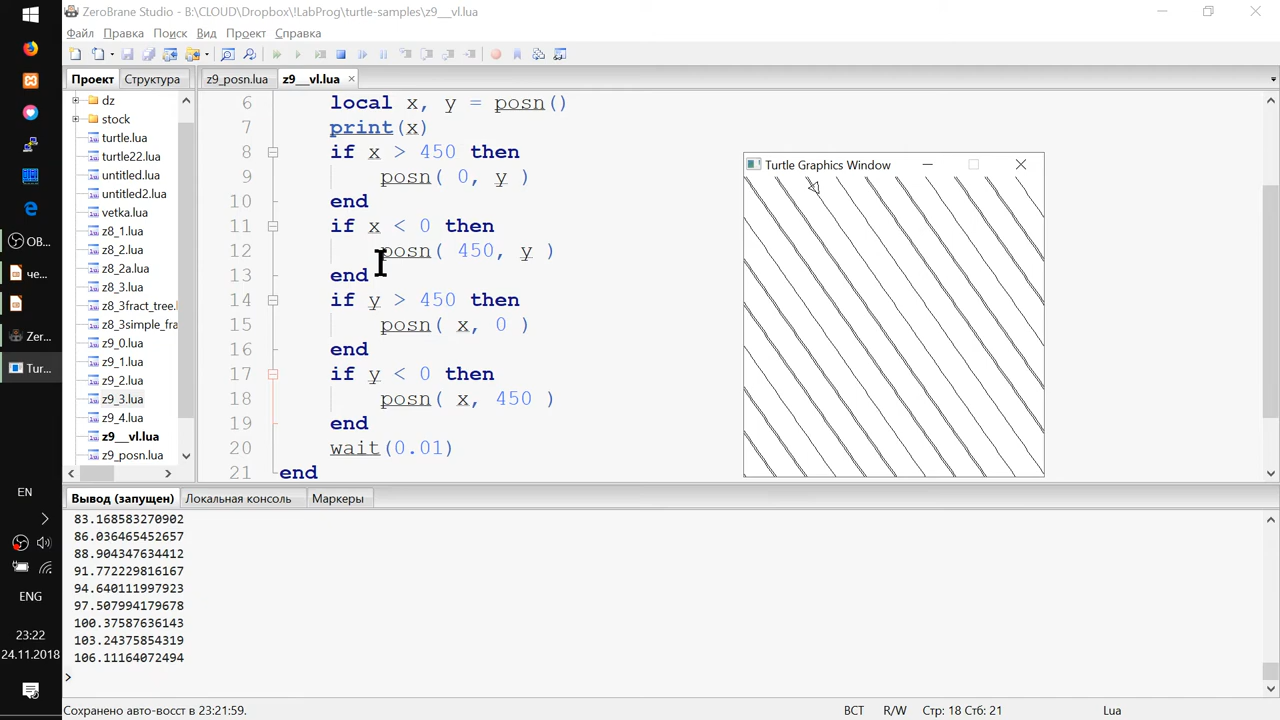 ZeroBrane Studio - B:\CLOUD\Dropbox\!LabProg\turtle-samples\z9__vl.lua
Файл Правка Поиск Вид Проект Справка
Проект Структура
z9_posn.lua z9__vl.lua
dz
stock
turtle.lua
turtle22.lua
untitled.lua
untitled2.lua
vetka.lua
z8_1.lua
z8_2.lua
z8_2a.lua
z8_3.lua
z8_3fract_tree.l
z8_3simple_fra
z9_0.lua
z9_1.lua
z9_2.lua
z9_3.lua
z9_4.lua
z9__vl.lua
z9_posn.lua
6 local x, y = posn()
7 print(x)
8 if x > 450 then
9 posn( 0, y )
10 end
11 if x < 0 then
12 posn( 450, y )
13 end
14 if y > 450 then
15 posn( x, 0 )
16 end
17 if y < 0 then
18 posn( x, 450 )
19 end
20 wait(0.01)
21 end
Turtle Graphics Window
Вывод (запущен) Локальная консоль Маркеры
83.168583270902
86.036465452657
88.904347634412
91.772229816167
94.640111997923
97.507994179678
100.37587636143
103.24375854319
106.11164072494
>
Сохранено авто-восст в 23:21:59.
ВСТ R/W Стр: 18 Стб: 21 Lua
OB
че...
Zer...
Tur...
EN
ENG
23:22
24.11.2018